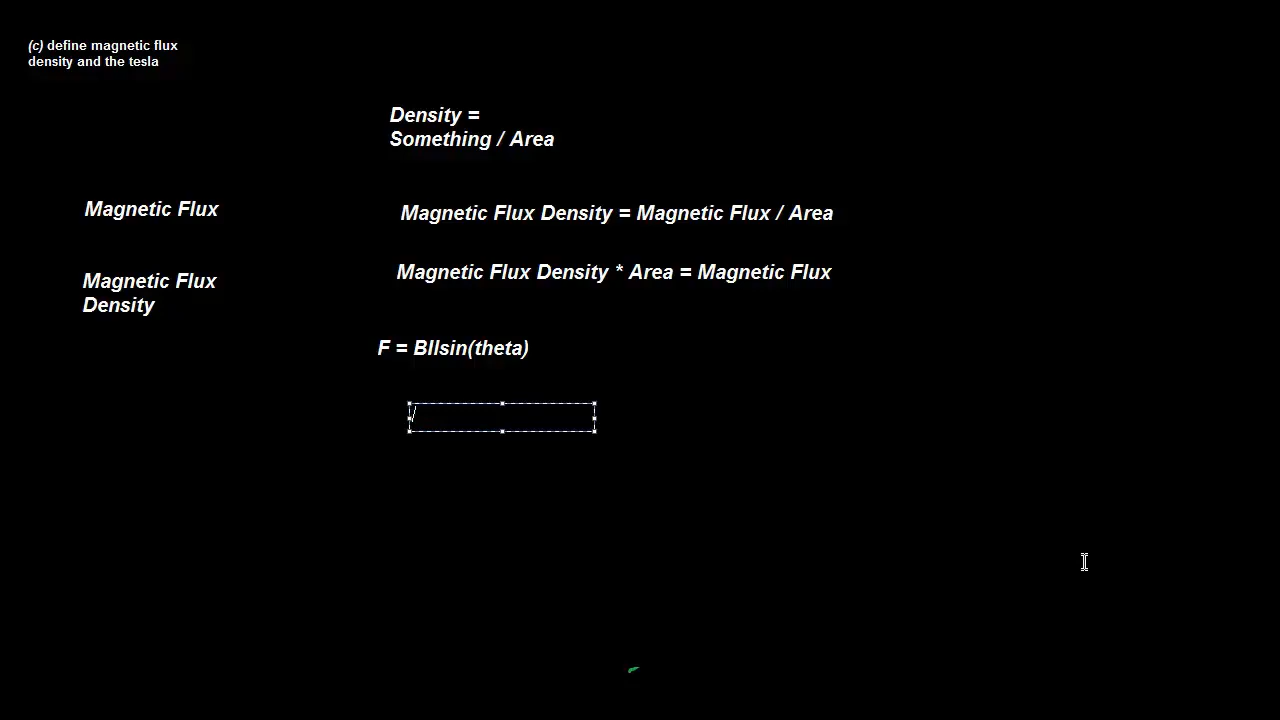 (c) define magnetic flux
density and the tesla
Density =
Something / Area
Magnetic Flux
Magnetic Flux Density = Magnetic Flux / Area
Magnetic Flux Density * Area = Magnetic Flux
Magnetic Flux
Density
F = BIlsin(theta)